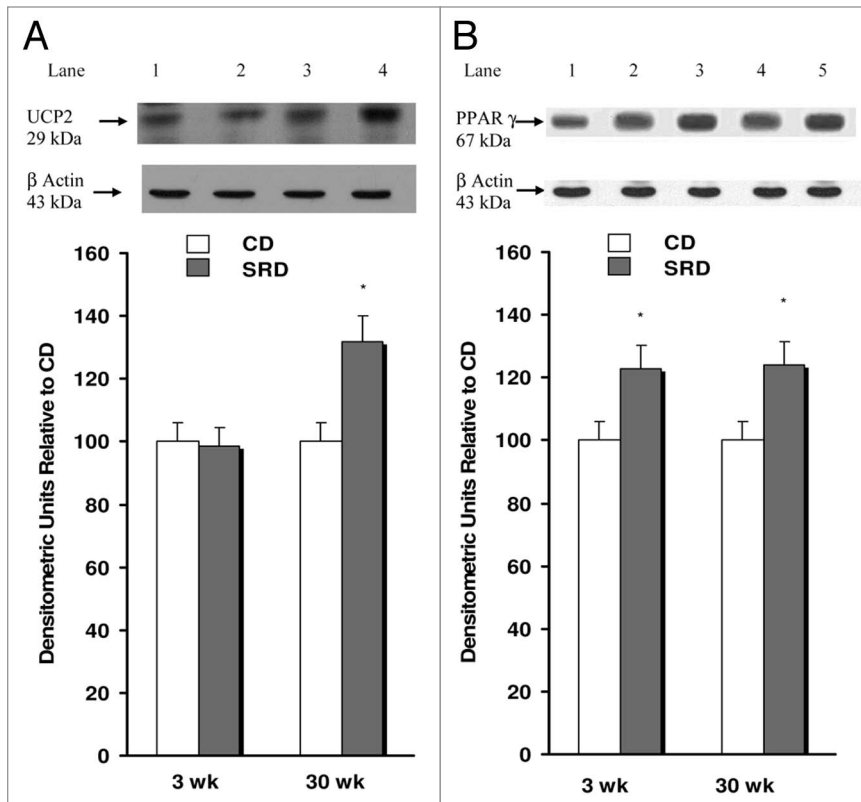 A
Lane 1 2 3 4
UCP2
29 kDa
β Actin
43 kDa
CD
SRD
Densitometric Units Relative to CD
160
140
120
100
80
60
40
20
0
*
3 wk 30 wk
B
Lane 1 2 3 4 5
PPAR γ
67 kDa
β Actin
43 kDa
CD
SRD
Densitometric Units Relative to CD
160
140
120
100
80
60
40
20
0
* *
3 wk 30 wk